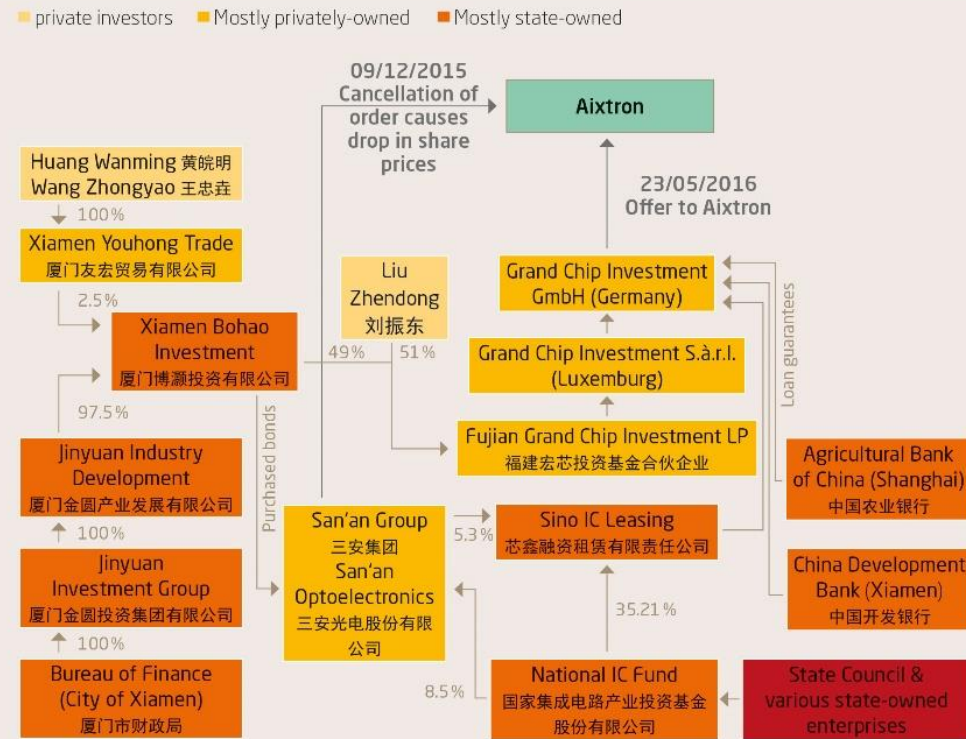 private investors
Mostly privately-owned
Mostly state-owned
09/12/2015
Cancellation of
order causes
drop in share
prices
Aixtron
23/05/2016
Offer to Aixtron
Huang Wanming 黄皖明
Wang Zhongyao 王忠垚
100%
Xiamen Youhong Trade
厦门友宏贸易有限公司
2.5%
Xiamen Bohao
Investment
厦门博灏投资有限公司
97.5%
Jinyuan Industry
Development
厦门金圆产业发展有限公司
100%
Jinyuan
Investment Group
厦门金圆投资集团有限公司
100%
Bureau of Finance
(City of Xiamen)
厦门市财政局
Liu
Zhendong
刘振东
49%
51%
Grand Chip Investment
GmbH (Germany)
Grand Chip Investment S.à.r.l.
(Luxemburg)
Fujian Grand Chip Investment LP
福建宏芯投资基金合伙企业
Loan guarantees
Purchased bonds
San'an Group
三安集团
San'an
Optoelectronics
三安光电股份有限
公司
5.3%
Sino IC Leasing
芯鑫融资租赁有限责任公司
35.21%
8.5%
National IC Fund
国家集成电路产业投资基金
股份有限公司
Agricultural Bank
of China (Shanghai)
中国农业银行
China Development
Bank (Xiamen)
中国开发银行
State Council &
various state-owned
enterprises